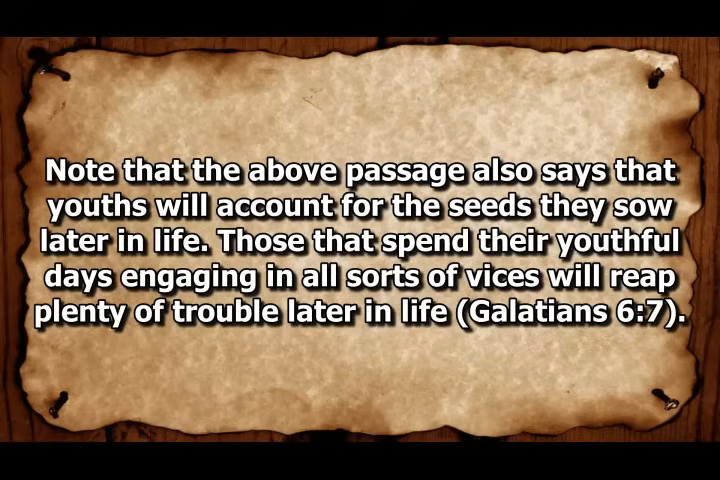 Note that the above passage also says that
youths will account for the seeds they sow
later in life. Those that spend their youthful
days engaging in all sorts of vices will reap
plenty of trouble later in life (Galatians 6:7).